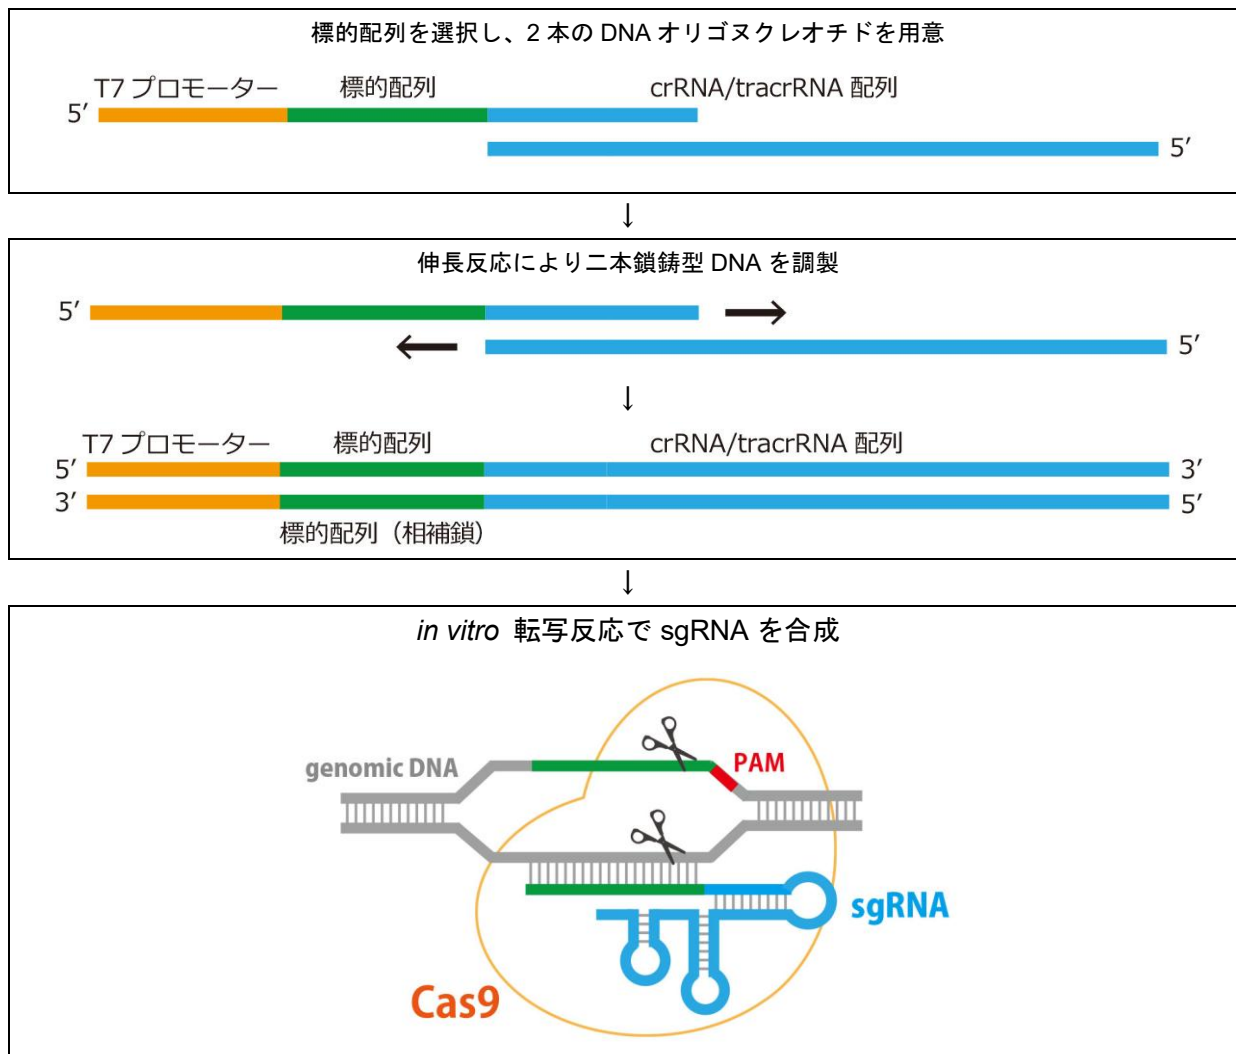 標的配列を選択し、2 本の DNA オリゴヌクレオチドを用意
T7 プロモーター 標的配列 crRNA/tracrRNA 配列
5′
5′
↓
伸長反応により二本鎖鋳型 DNA を調製
5′
5′
↓
T7 プロモーター 標的配列 crRNA/tracrRNA 配列
5′ 3′
3′ 5′
標的配列（相補鎖）
↓
in vitro 転写反応で sgRNA を合成
genomic DNA
PAM
sgRNA
Cas9